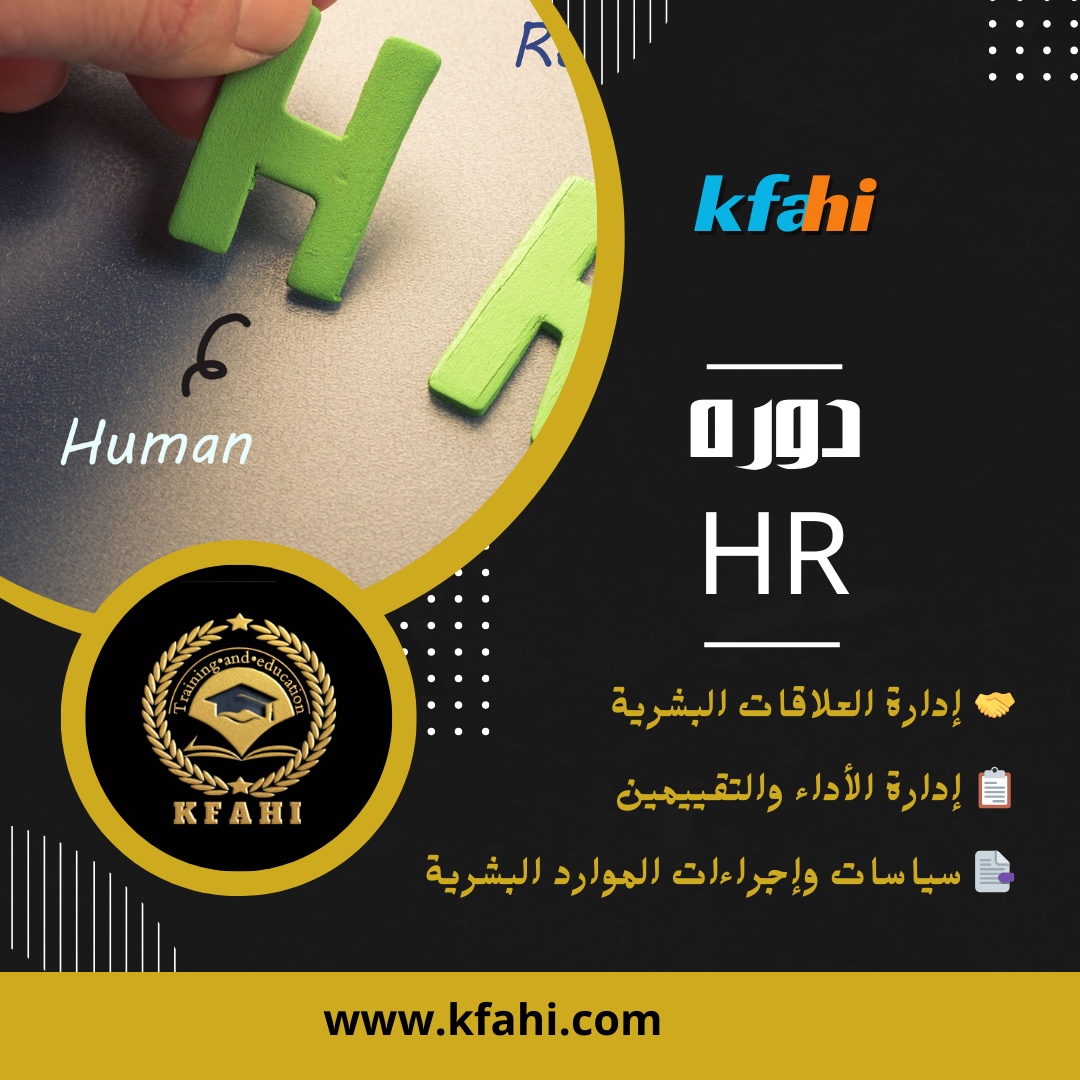 kfahi
دوره
HR
Human
Training•and•education
KFAHI
🤝 إدارة العلاقات البشرية
📋 إدارة الأداء والتقييمين
📄 سياسات وإجراءات الموارد البشرية
www.kfahi.com